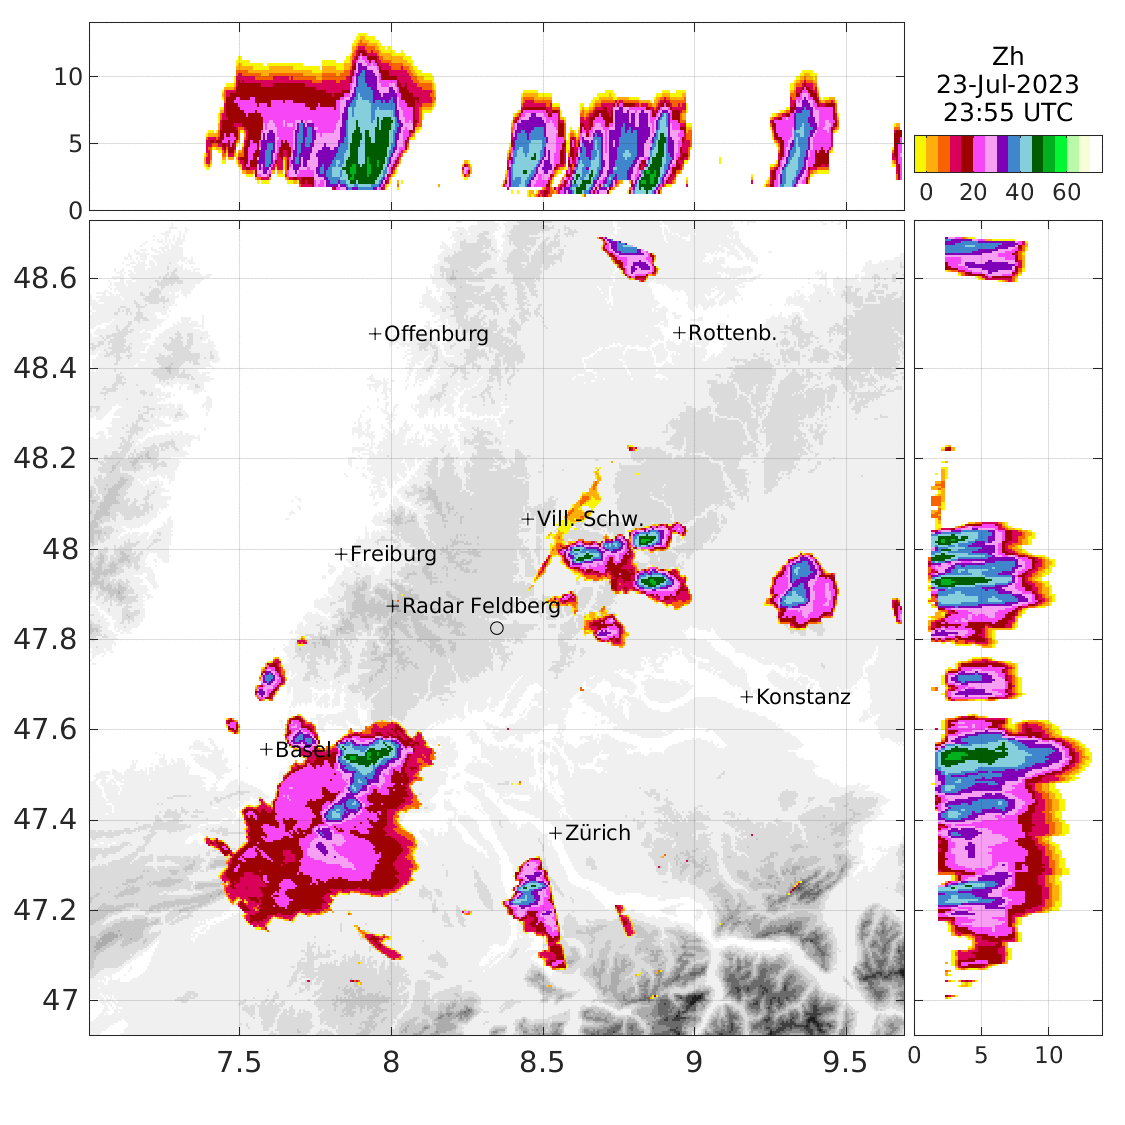 10
5
0
Zh
23-Jul-2023
23:55 UTC
0 20 40 60
48.6
48.4
48.2
48
47.8
47.6
47.4
47.2
47
+Offenburg
+Rottenb.
+Vill.-Schw.
+Freiburg
+Radar Feldberg
+Konstanz
+Basel
+Zürich
7.5 8 8.5 9 9.5
0 5 10